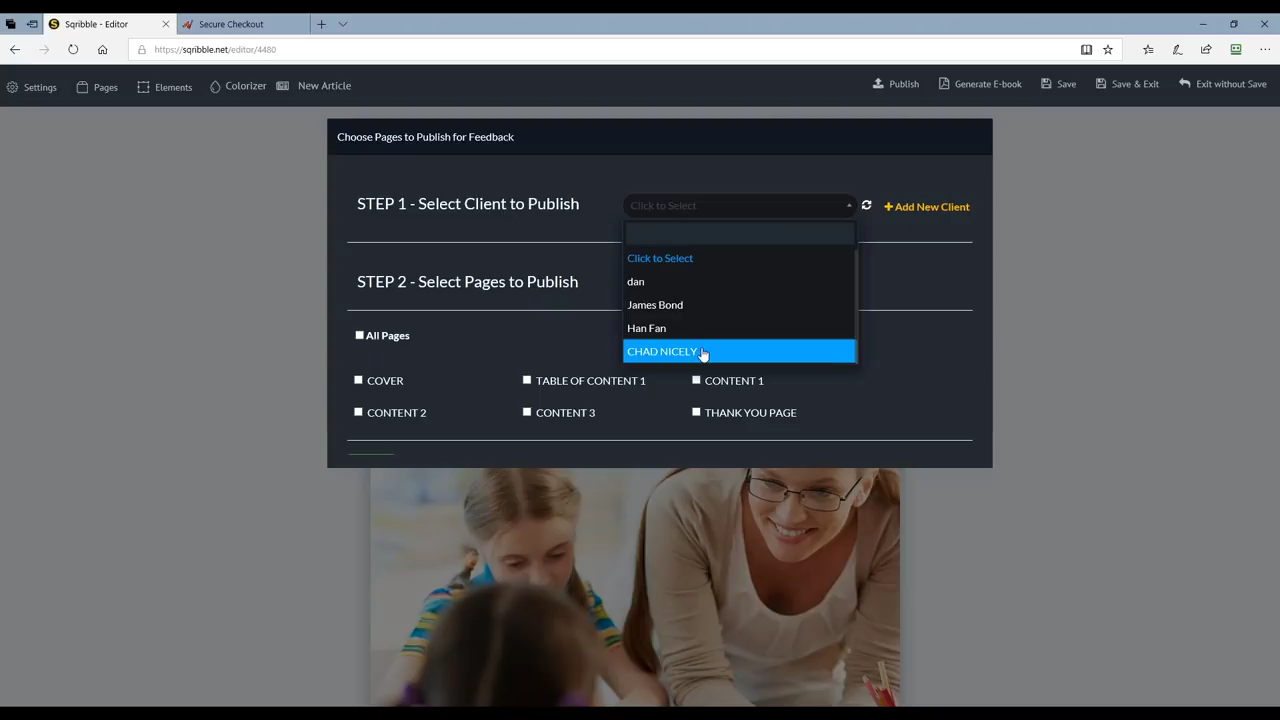 Sqribble - Editor
Secure Checkout
https://sqribble.net/editor/4480
Settings
Pages
Elements
Colorizer
New Article
Publish
Generate E-book
Save
Save & Exit
Exit without Save
Choose Pages to Publish for Feedback
STEP 1 - Select Client to Publish
Click to Select
Add New Client
Click to Select
dan
James Bond
Han Fan
CHAD NICELY
STEP 2 - Select Pages to Publish
All Pages
COVER
TABLE OF CONTENT 1
CONTENT 1
CONTENT 2
CONTENT 3
THANK YOU PAGE